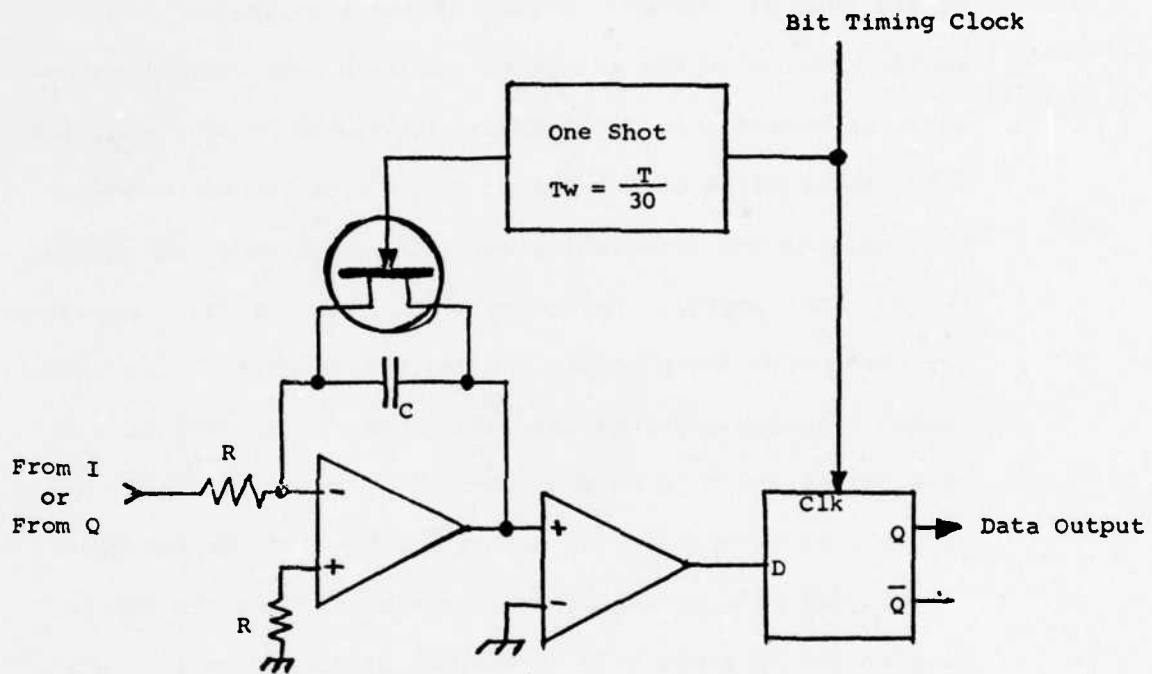 Bit Timing Clock
One Shot
Tw = T/30
C
R
From I
or
From Q
-
+
R
+
-
Clk
D
Q
Q̅
Data Output